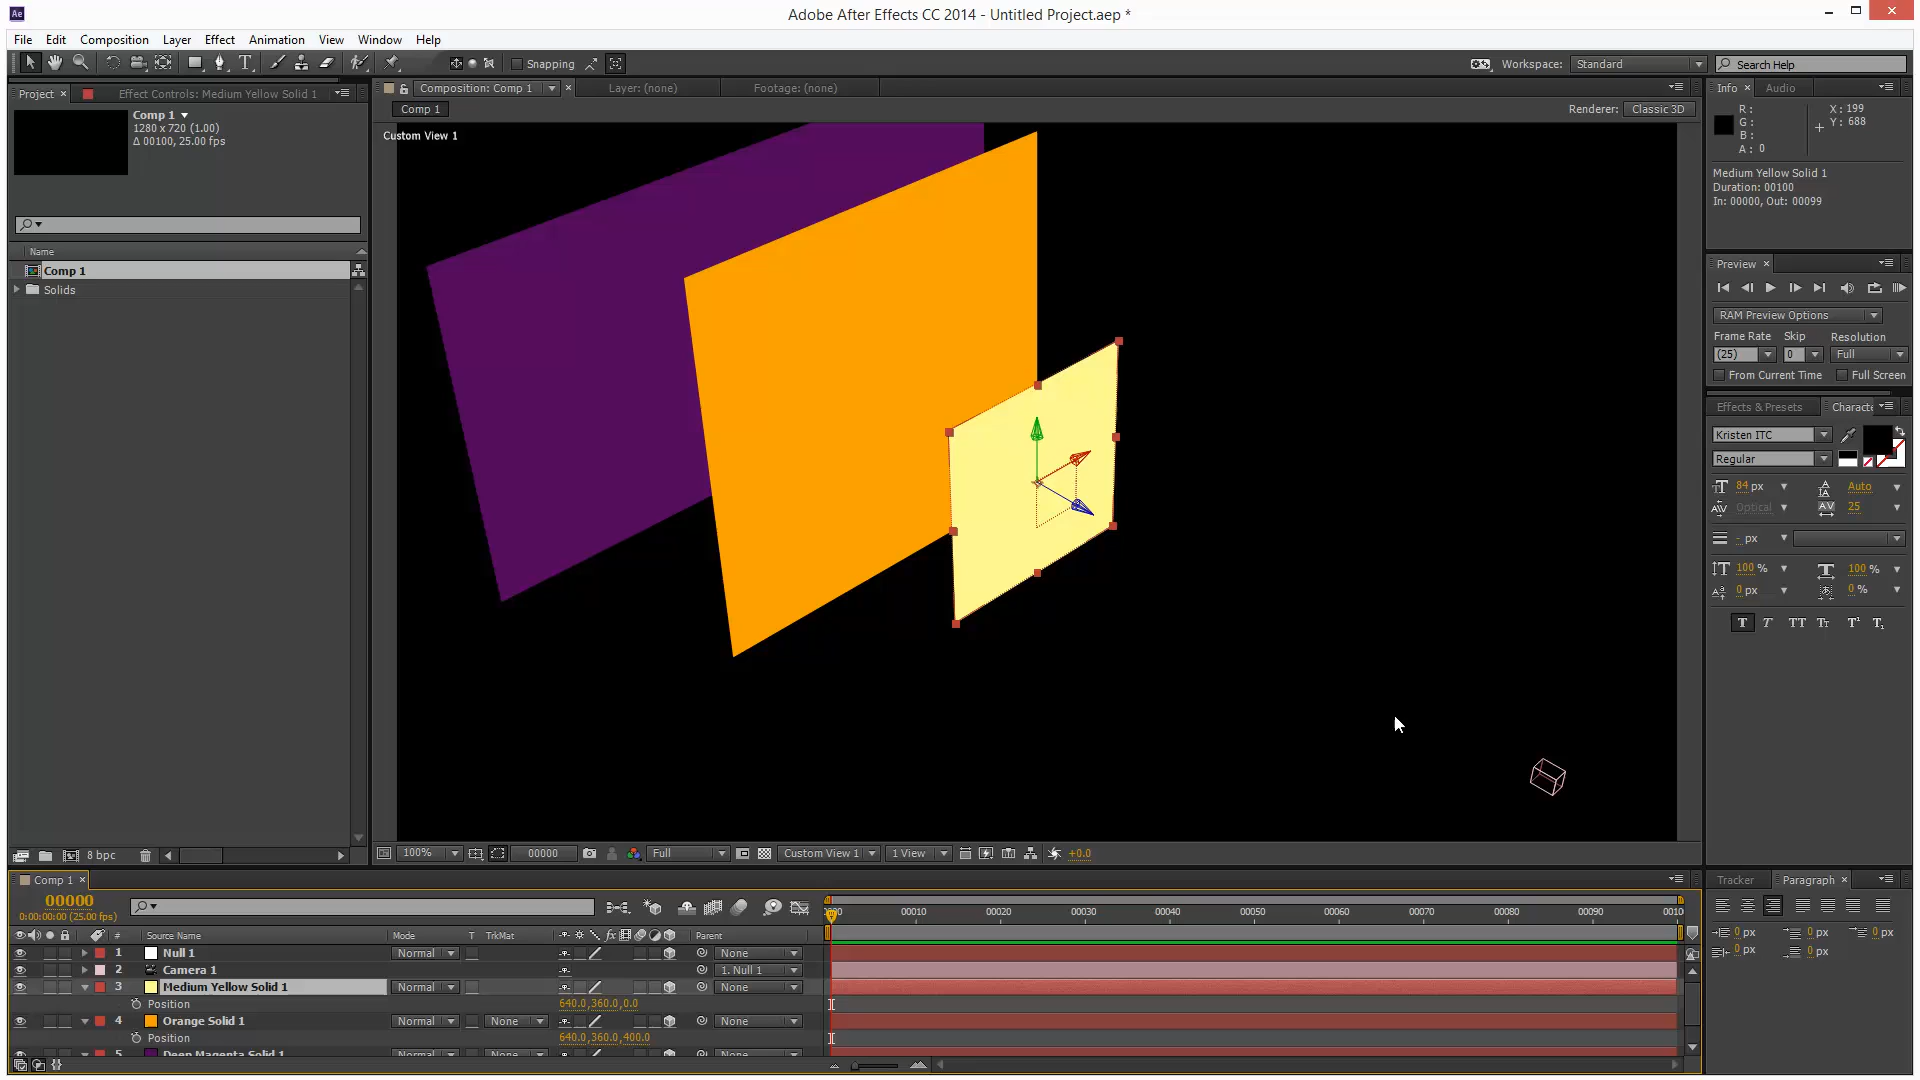 Ae
Adobe After Effects CC 2014 - Untitled Project.aep *
File Edit Composition Layer Effect Animation View Window Help
Snapping
Workspace: Standard
Search Help
Project × Effect Controls: Medium Yellow Solid 1
Composition: Comp 1 × Layer: (none) Footage: (none)
Info × Audio
Comp 1
1280 x 720 (1.00)
Δ 00100, 25.00 fps
Comp 1
Renderer: Classic 3D
Custom View 1
R :
G :
B :
A : 0
X : 199
Y : 688
Medium Yellow Solid 1
Duration: 00100
In: 00000, Out: 00099
Name
Comp 1
Solids
Preview ×
RAM Preview Options
Frame Rate Skip Resolution
(25) 0 Full
From Current Time Full Screen
Effects & Presets Characte
Kristen ITC
Regular
84 px Auto
Optical 25
- px
100 % 100 %
0 px 0 %
8 bpc
100% 00000 Full Custom View 1 1 View +0.0
Comp 1 ×
00000
0:00:00:00 (25.00 fps)
00010 00020 00030 00040 00050 00060 00070 00080 00090 0010
# Source Name Mode T TrkMat fx Parent
1 Null 1 Normal None
2 Camera 1 1. Null 1
3 Medium Yellow Solid 1 Normal None
Position 640.0,360.0,0.0
4 Orange Solid 1 Normal None None
Position 640.0,360.0,400.0
5 Deep Magenta Solid 1 Normal None None
Tracker Paragraph ×
0 px 0 px 0 px
0 px 0 px